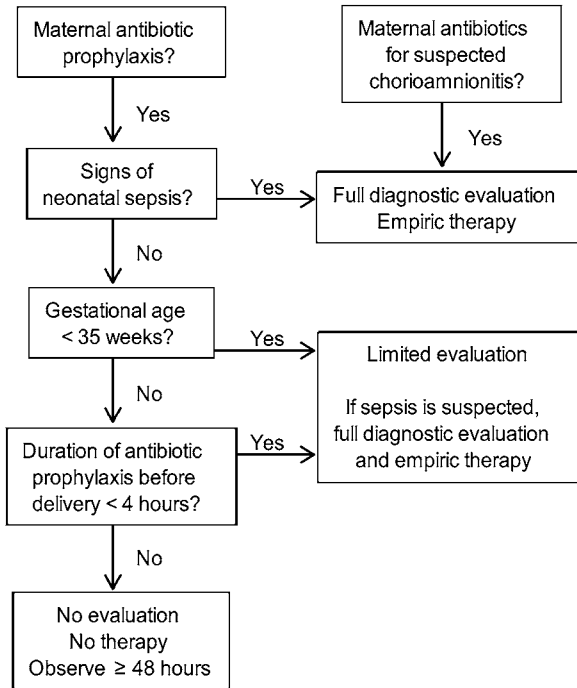 Maternal antibiotic
prophylaxis?
Maternal antibiotics
for suspected
chorioamnionitis?
Yes
Yes
Signs of
neonatal sepsis?
Yes
Full diagnostic evaluation
Empiric therapy
No
Gestational age
< 35 weeks?
Yes
Limited evaluation
If sepsis is suspected,
full diagnostic evaluation
and empiric therapy
No
Duration of antibiotic
prophylaxis before
delivery < 4 hours?
Yes
No
No evaluation
No therapy
Observe ≥ 48 hours